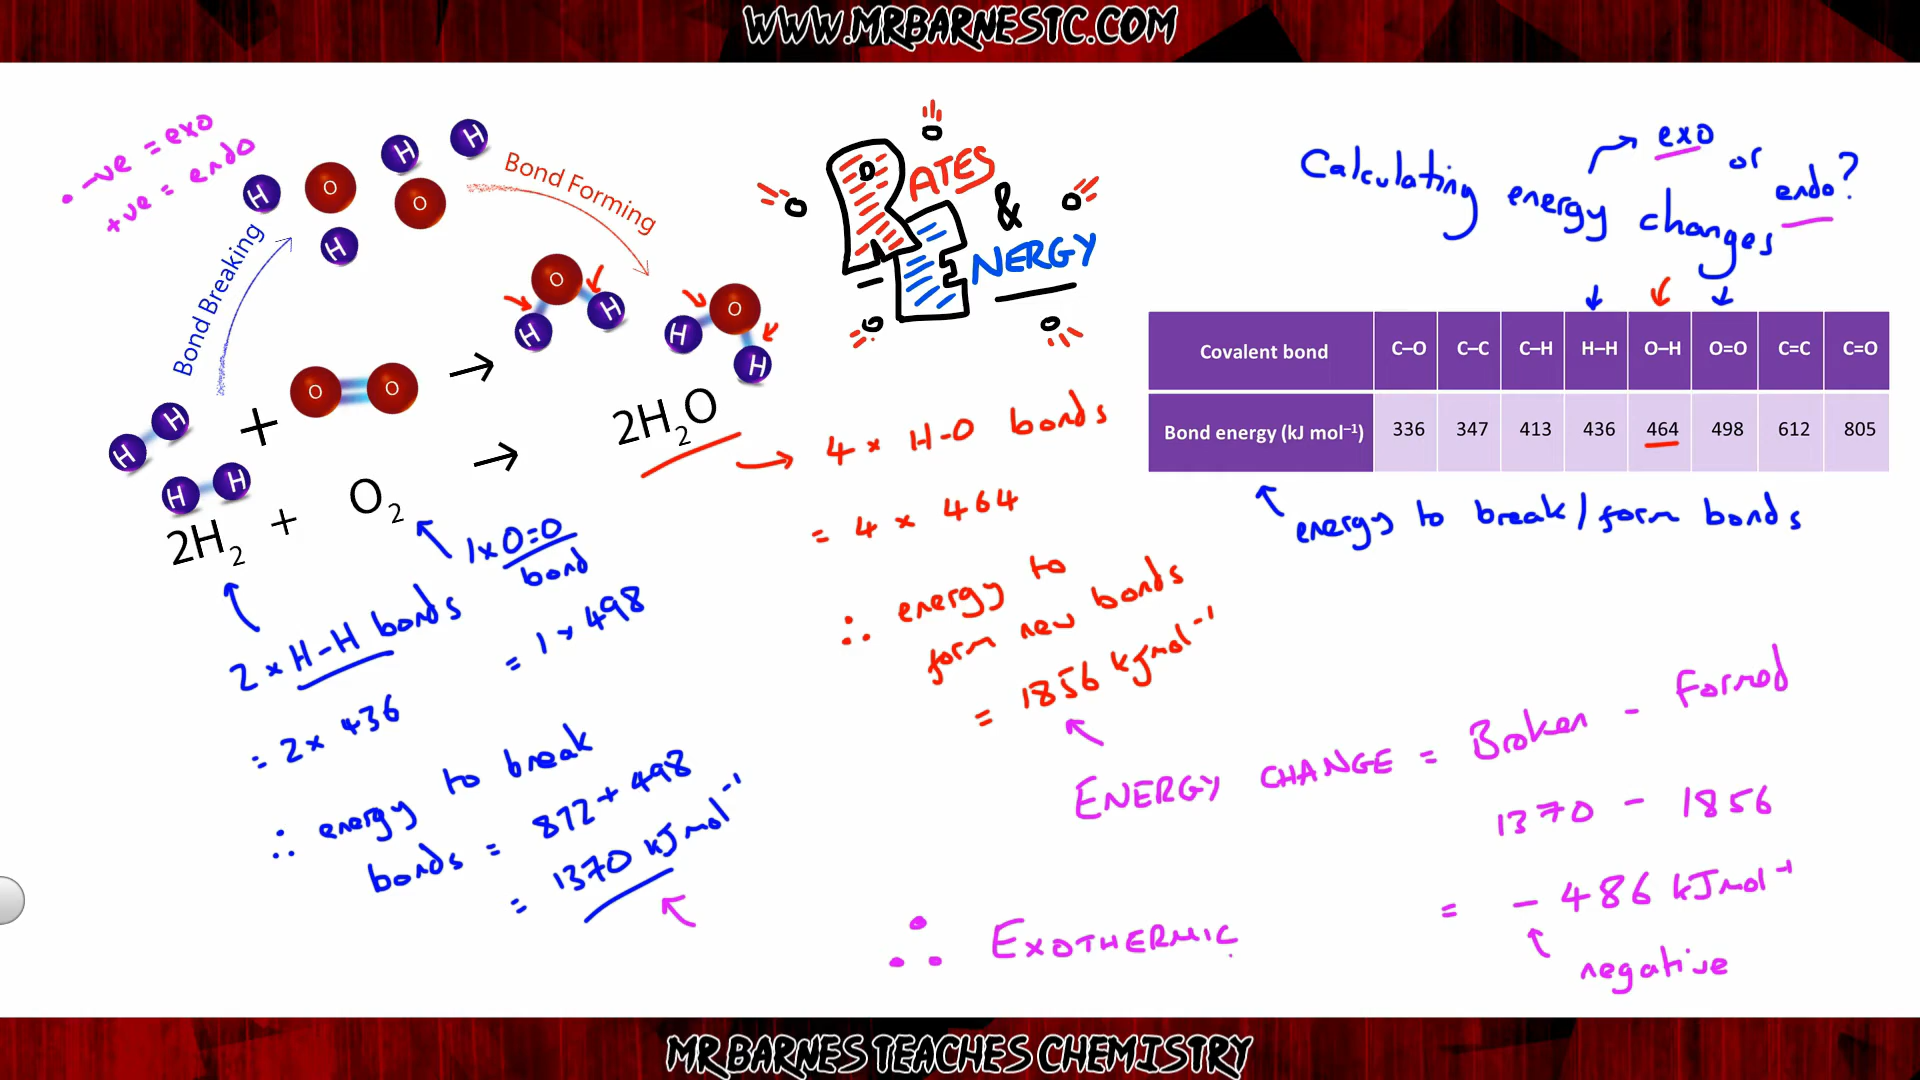 WWW.MRBARNESTC.COM
• -ve = exo
+ve = endo
H O H H
H O
Bond Breaking
Bond Forming
RATES
&
ENERGY
Calculating energy changes
→ exo or endo?
Covalent bond C–O C–C C–H H–H O–H O=O C=C C=O
Bond energy (kJ mol⁻¹) 336 347 413 436 464 498 612 805
energy to break / form bonds
H H + O O → O H H O H H
H H
2H₂ + O₂ → 2H₂O
2 × H-H bonds
= 2 × 436
1 × O=O
bond
= 1 × 498
∴ energy to break
bonds = 872 + 498
= 1370 kJmol⁻¹
→ 4 × H-O bonds
= 4 × 464
∴ energy to
form new bonds
= 1856 kJmol⁻¹
ENERGY CHANGE = Broken - Formed
1370 - 1856
= - 486 kJmol⁻¹
negative
∴ EXOTHERMIC
MR BARNES TEACHES CHEMISTRY